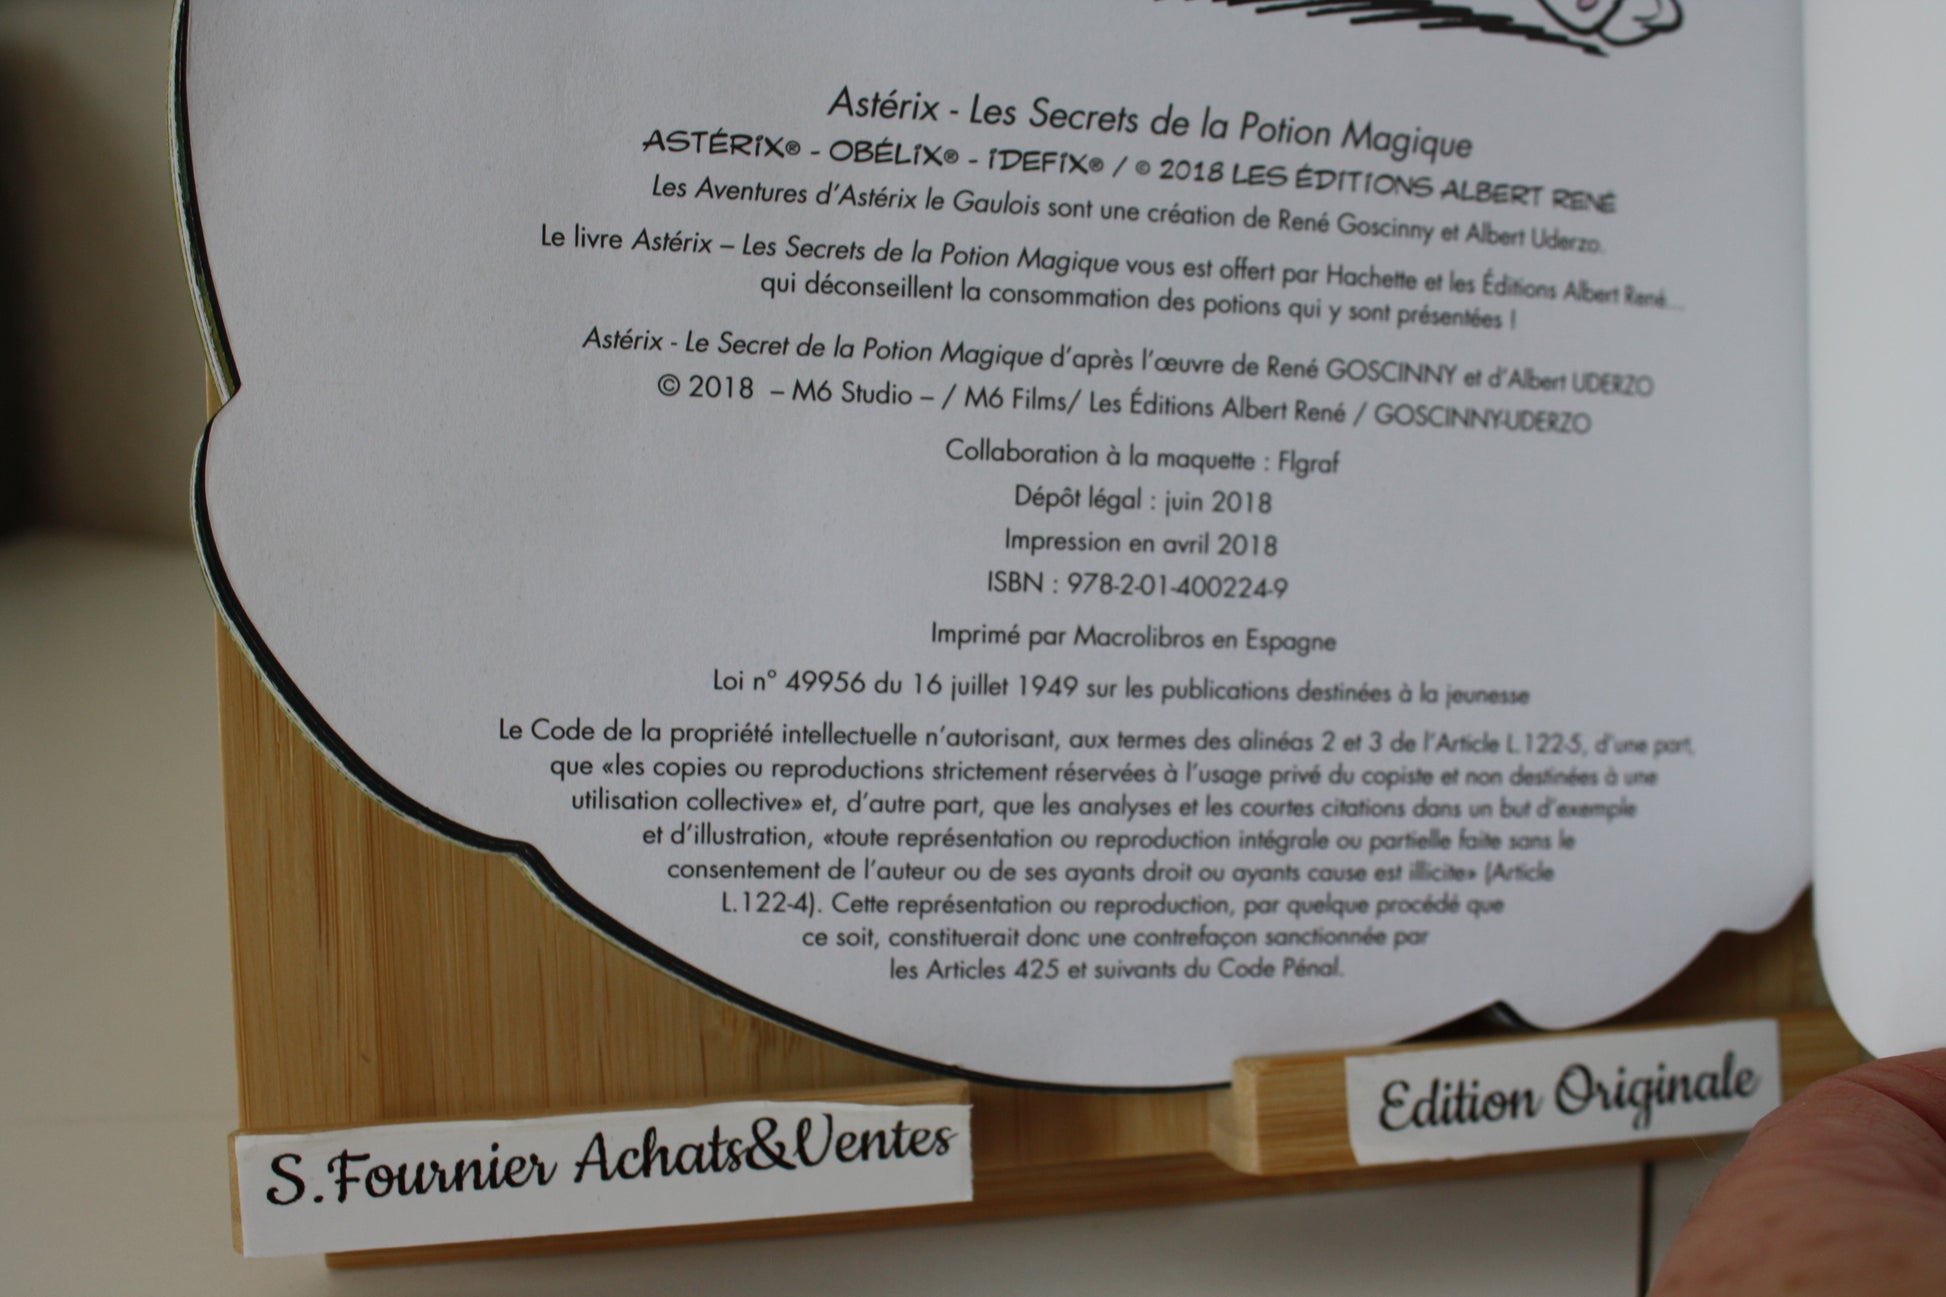 Astérix - Les Secrets de la Potion Magique
ASTÉRIX® - OBÉLIX® - IDEFIX® / © 2018 LES ÉDITIONS ALBERT RENÉ
Les Aventures d'Astérix le Gaulois sont une création de René Goscinny et Albert Uderzo.
Le livre Astérix – Les Secrets de la Potion Magique vous est offert par Hachette et les Éditions Albert René...
qui déconseillent la consommation des potions qui y sont présentées !
Astérix - Le Secret de la Potion Magique d'après l'œuvre de René GOSCINNY et d'Albert UDERZO
© 2018 – M6 Studio – / M6 Films/ Les Éditions Albert René / GOSCINNY-UDERZO
Collaboration à la maquette : Flgraf
Dépôt légal : juin 2018
Impression en avril 2018
ISBN : 978-2-01-400224-9
Imprimé par Macrolibros en Espagne
Loi n° 49956 du 16 juillet 1949 sur les publications destinées à la jeunesse
Le Code de la propriété intellectuelle n'autorisant, aux termes des alinéas 2 et 3 de l'Article L.122-5, d'une part,
que «les copies ou reproductions strictement réservées à l'usage privé du copiste et non destinées à une
utilisation collective» et, d'autre part, que les analyses et les courtes citations dans un but d'exemple
et d'illustration, «toute représentation ou reproduction intégrale ou partielle faite sans le
consentement de l'auteur ou de ses ayants droit ou ayants cause est illicite» (Article
L.122-4). Cette représentation ou reproduction, par quelque procédé que
ce soit, constituerait donc une contrefaçon sanctionnée par
les Articles 425 et suivants du Code Pénal.
S.Fournier Achats&Ventes
Edition Originale